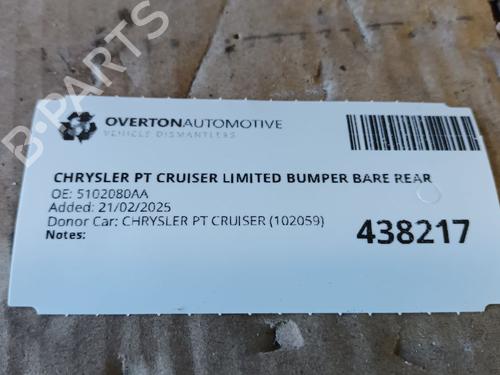 B-PARTS
OVERTONAUTOMOTIVE
VEHICLE DISMANTLERS
CHRYSLER PT CRUISER LIMITED BUMPER BARE REAR
OE: 5102080AA
Added: 21/02/2025
Donor Car: CHRYSLER PT CRUISER (102059)
Notes:
438217